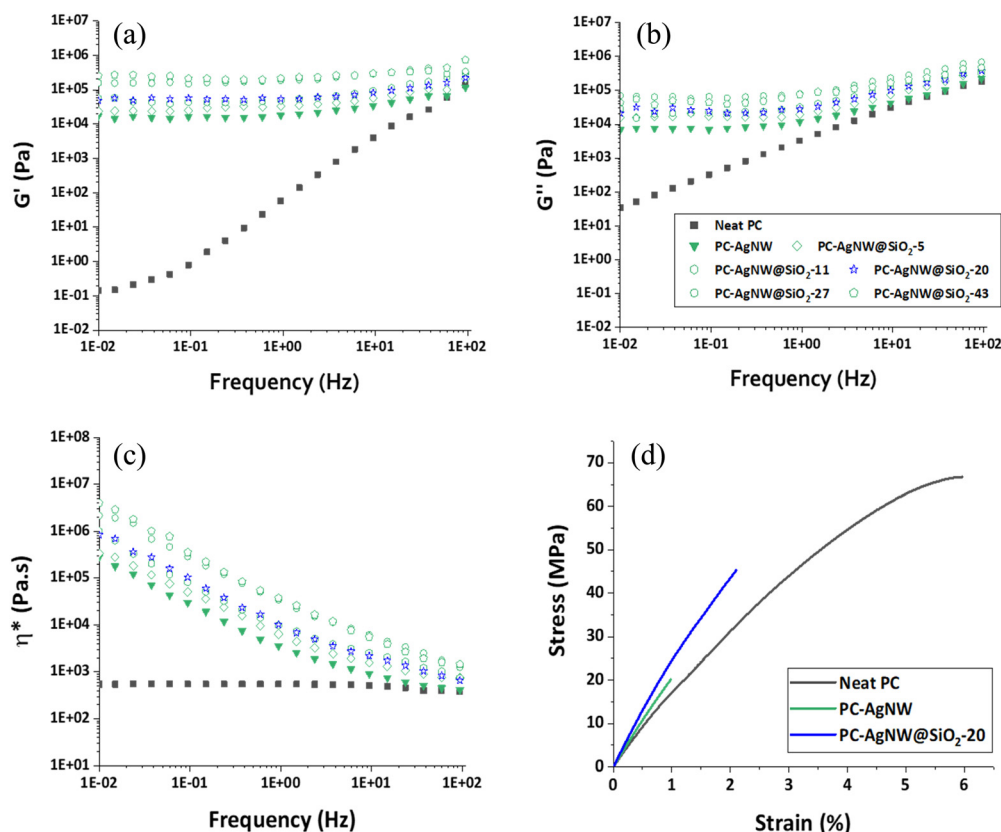 (a)
G' (Pa)
1E+07
1E+06
1E+05
1E+04
1E+03
1E+02
1E+01
1E+00
1E-01
1E-02
1E-02 1E-01 1E+00 1E+01 1E+02
Frequency (Hz)
(b)
G'' (Pa)
1E+07
1E+06
1E+05
1E+04
1E+03
1E+02
1E+01
1E+00
1E-01
1E-02
Neat PC
PC-AgNW PC-AgNW@SiO₂-5
PC-AgNW@SiO₂-11 PC-AgNW@SiO₂-20
PC-AgNW@SiO₂-27 PC-AgNW@SiO₂-43
1E-02 1E-01 1E+00 1E+01 1E+02
Frequency (Hz)
(c)
η* (Pa.s)
1E+08
1E+07
1E+06
1E+05
1E+04
1E+03
1E+02
1E+01
1E-02 1E-01 1E+00 1E+01 1E+02
Frequency (Hz)
(d)
Stress (MPa)
70
60
50
40
30
20
10
0
Neat PC
PC-AgNW
PC-AgNW@SiO₂-20
0 1 2 3 4 5 6
Strain (%)